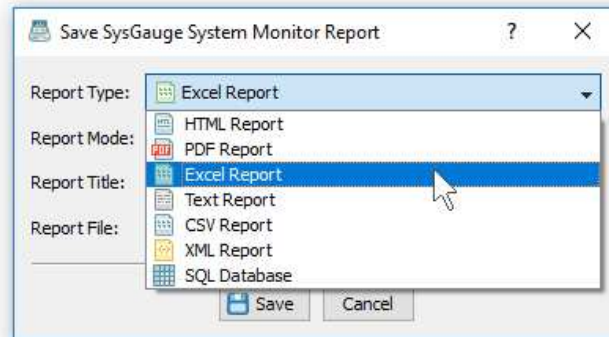 Save SysGauge System Monitor Report ?
Report Type: Excel Report
HTML Report
Report Mode:
PDF Report
Excel Report
Report Title:
Text Report
Report File:
CSV Report
XML Report
SQL Database
Save Cancel